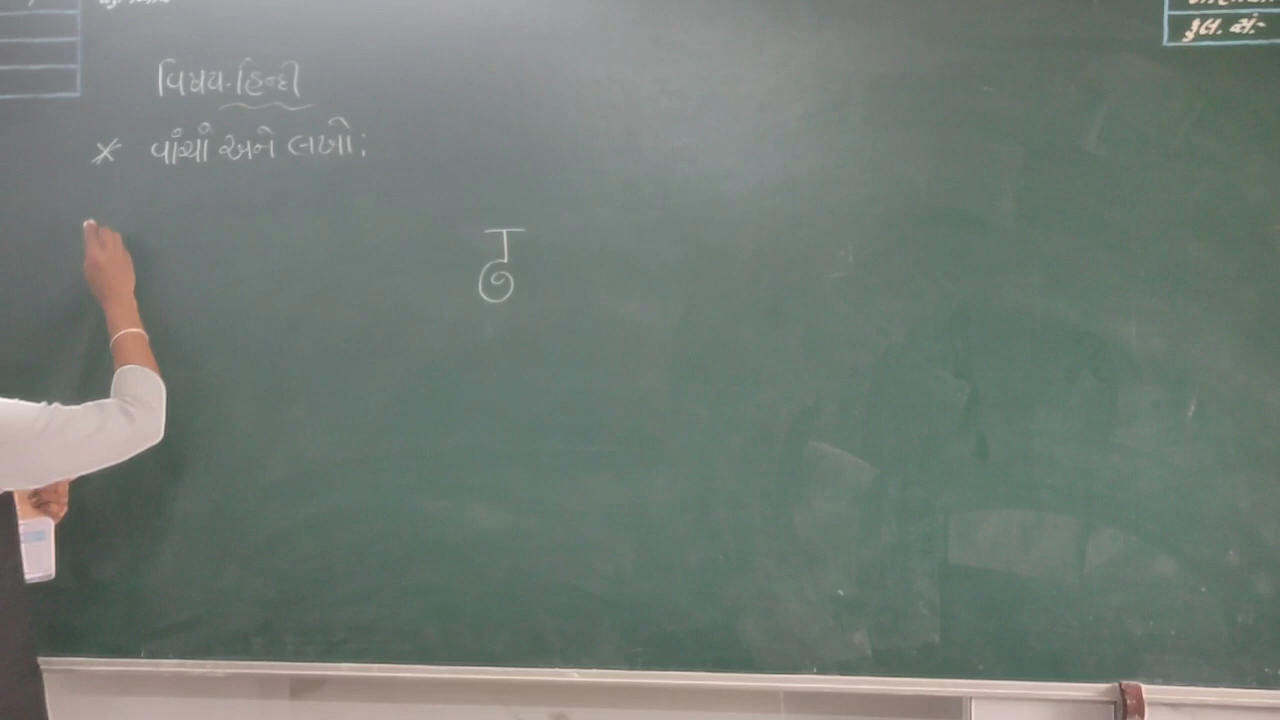 કુલ. સં.-
વિષય-હિન્દી
* વાંચો અને લખો:
ठ